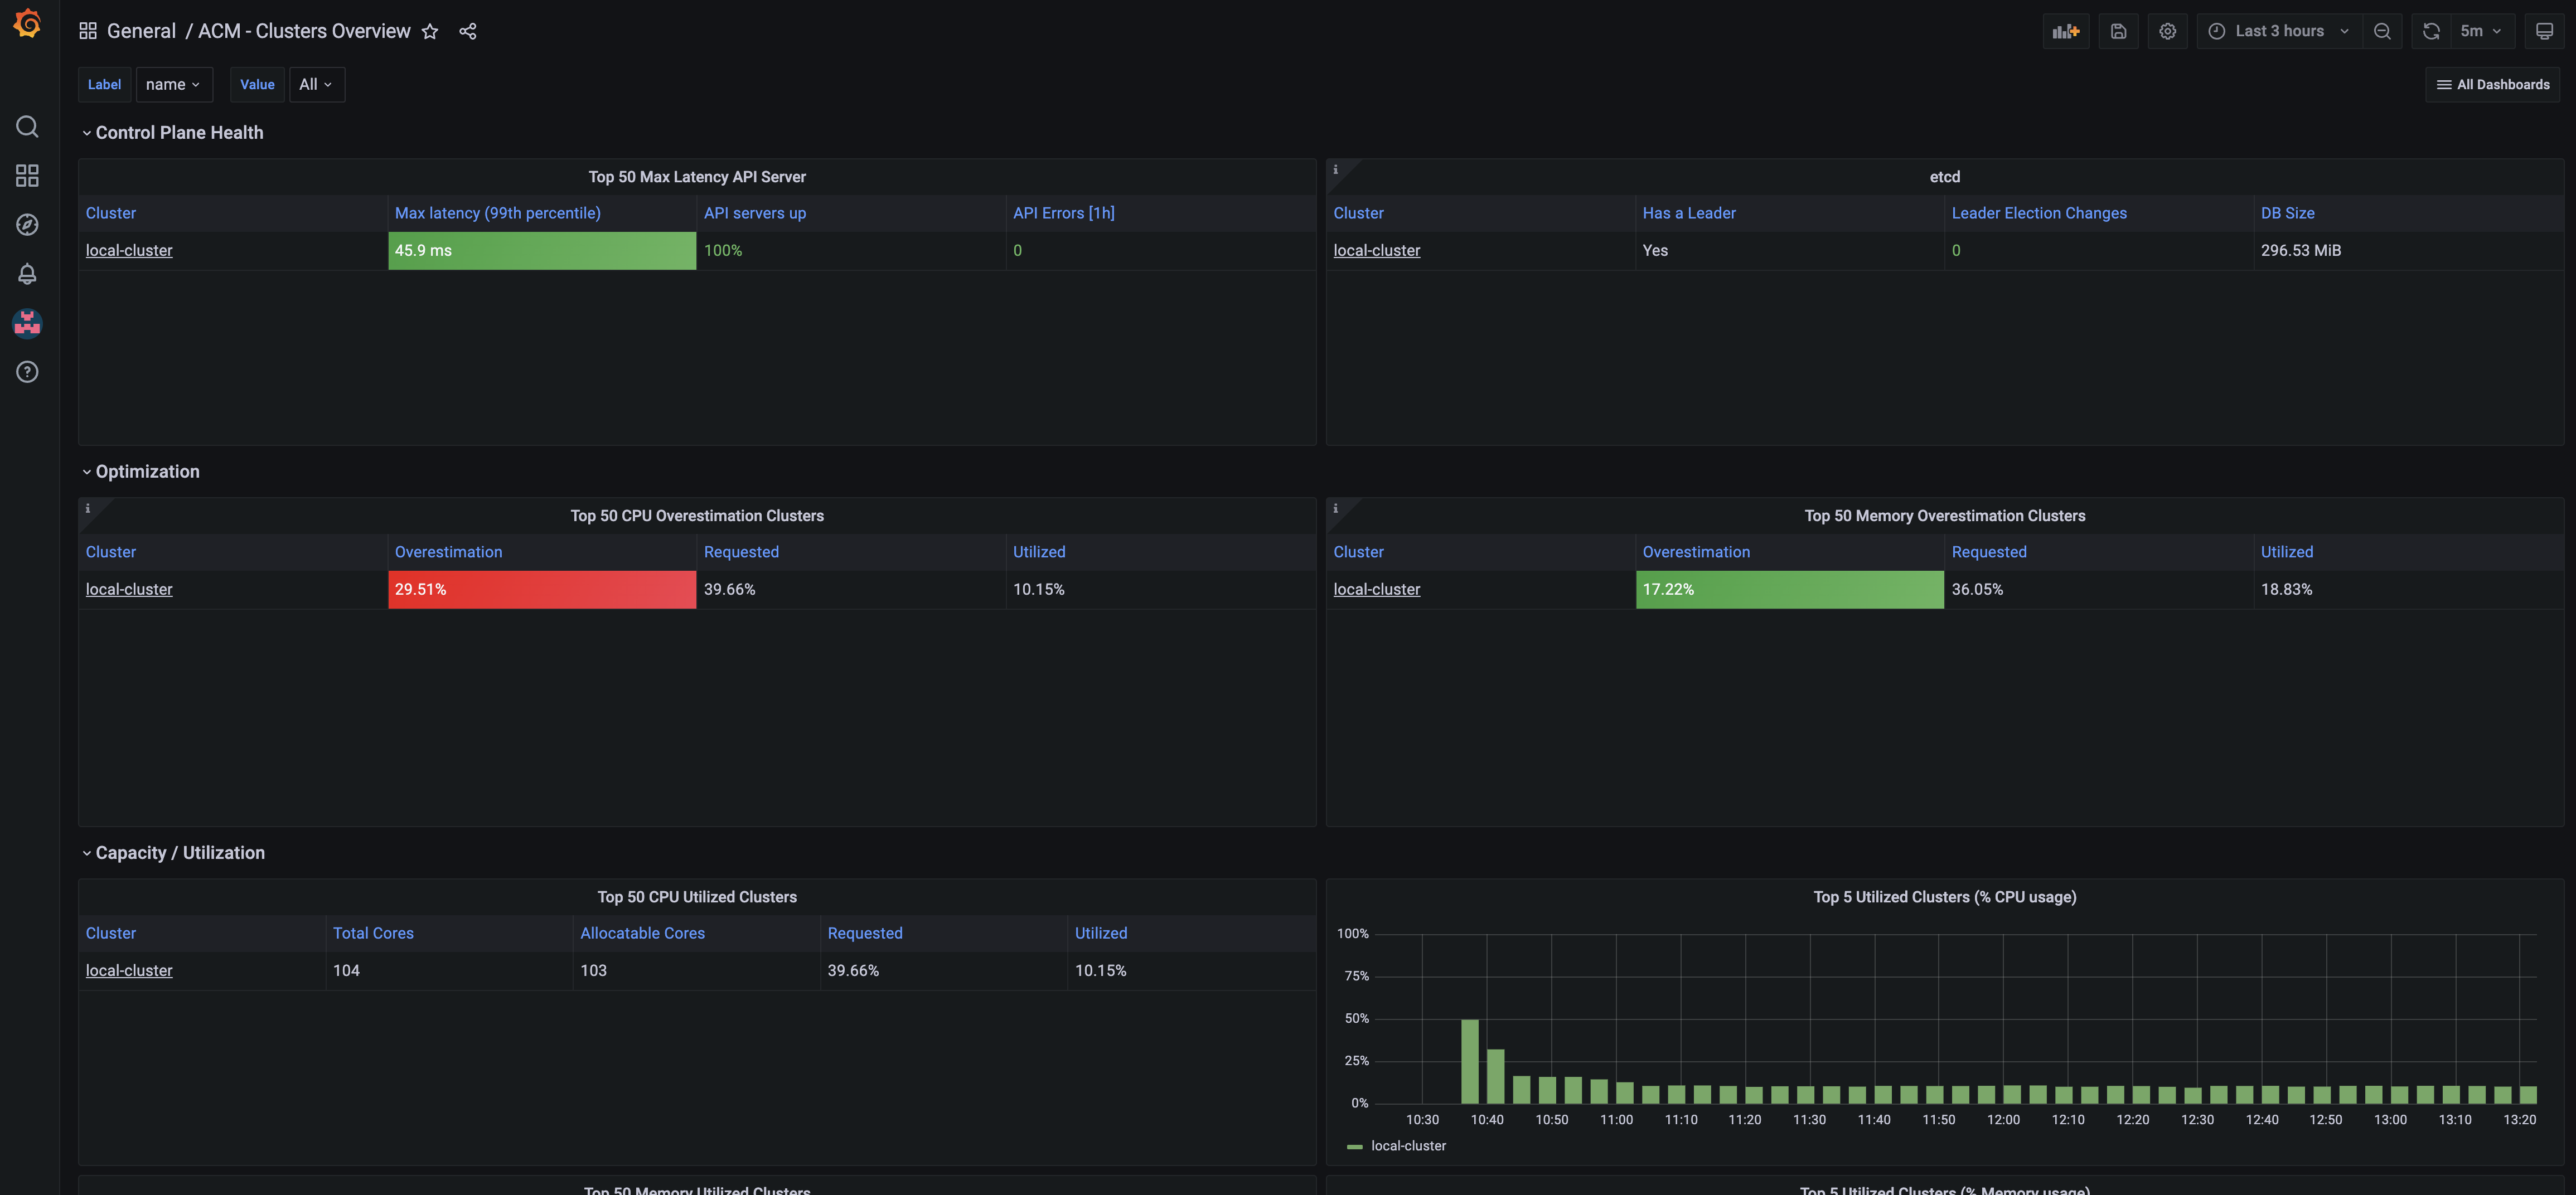 General / ACM - Clusters Overview
Last 3 hours
5m
Label name Value All
All Dashboards
Control Plane Health
Top 50 Max Latency API Server
Cluster Max latency (99th percentile) API servers up API Errors [1h]
local-cluster 45.9 ms 100% 0
etcd
Cluster Has a Leader Leader Election Changes DB Size
local-cluster Yes 0 296.53 MiB
Optimization
Top 50 CPU Overestimation Clusters
Cluster Overestimation Requested Utilized
local-cluster 29.51% 39.66% 10.15%
Top 50 Memory Overestimation Clusters
Cluster Overestimation Requested Utilized
local-cluster 17.22% 36.05% 18.83%
Capacity / Utilization
Top 50 CPU Utilized Clusters
Cluster Total Cores Allocatable Cores Requested Utilized
local-cluster 104 103 39.66% 10.15%
Top 5 Utilized Clusters (% CPU usage)
100%
75%
50%
25%
0%
10:30 10:40 10:50 11:00 11:10 11:20 11:30 11:40 11:50 12:00 12:10 12:20 12:30 12:40 12:50 13:00 13:10 13:20
local-cluster
Top 50 Memory Utilized Clusters
Top 5 Utilized Clusters (% Memory usage)